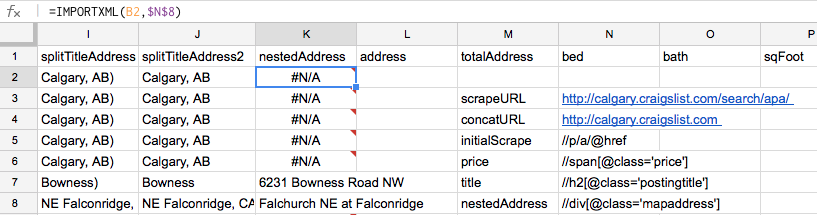 fx =IMPORTXML(B2,$N$8)
I J K L M N O P
1 splitTitleAddress splitTitleAddress2 nestedAddress address totalAddress bed bath sqFoot
2 Calgary, AB) Calgary, AB #N/A
3 Calgary, AB) Calgary, AB #N/A scrapeURL http://calgary.craigslist.com/search/apa/
4 Calgary, AB) Calgary, AB #N/A concatURL http://calgary.craigslist.com
5 Calgary, AB) Calgary, AB #N/A initialScrape //p/a/@href
6 Calgary, AB) Calgary, AB #N/A price //span[@class='price']
7 Bowness) Bowness 6231 Bowness Road NW title //h2[@class='postingtitle']
8 NE Falconridge, NE Falconridge, CA Falchurch NE at Falconridge nestedAddress //div[@class='mapaddress']